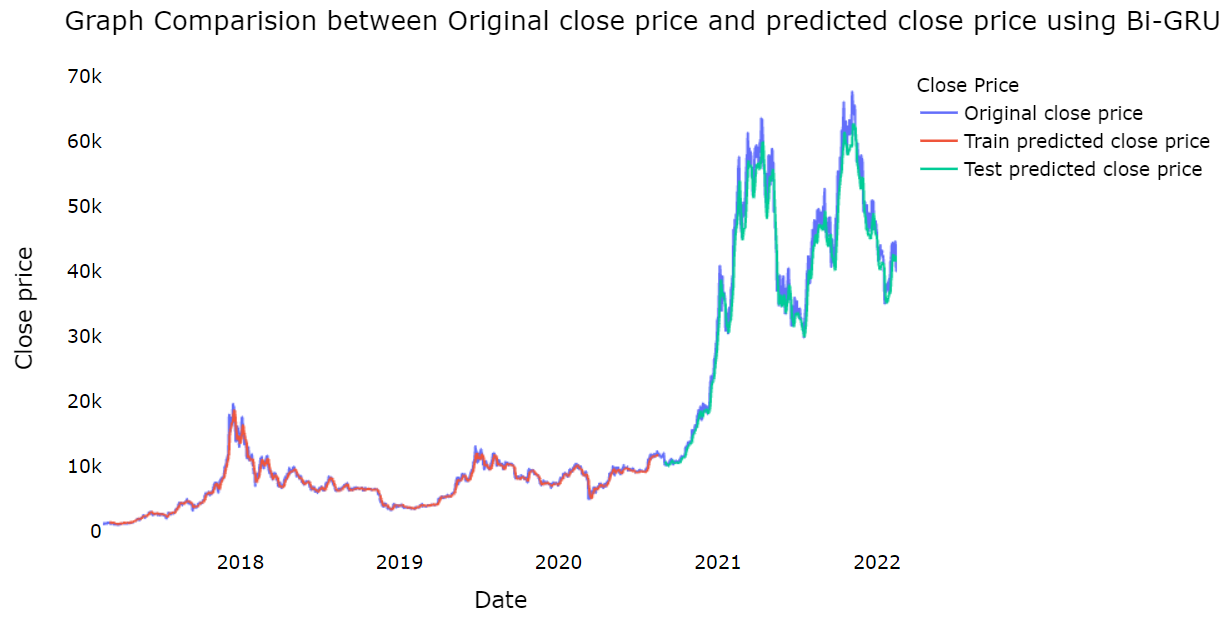 Graph Comparision between Original close price and predicted close price using Bi-GRU
Close Price
Original close price
Train predicted close price
Test predicted close price
70k
60k
50k
40k
30k
20k
10k
0
Close price
2018
2019
2020
2021
2022
Date